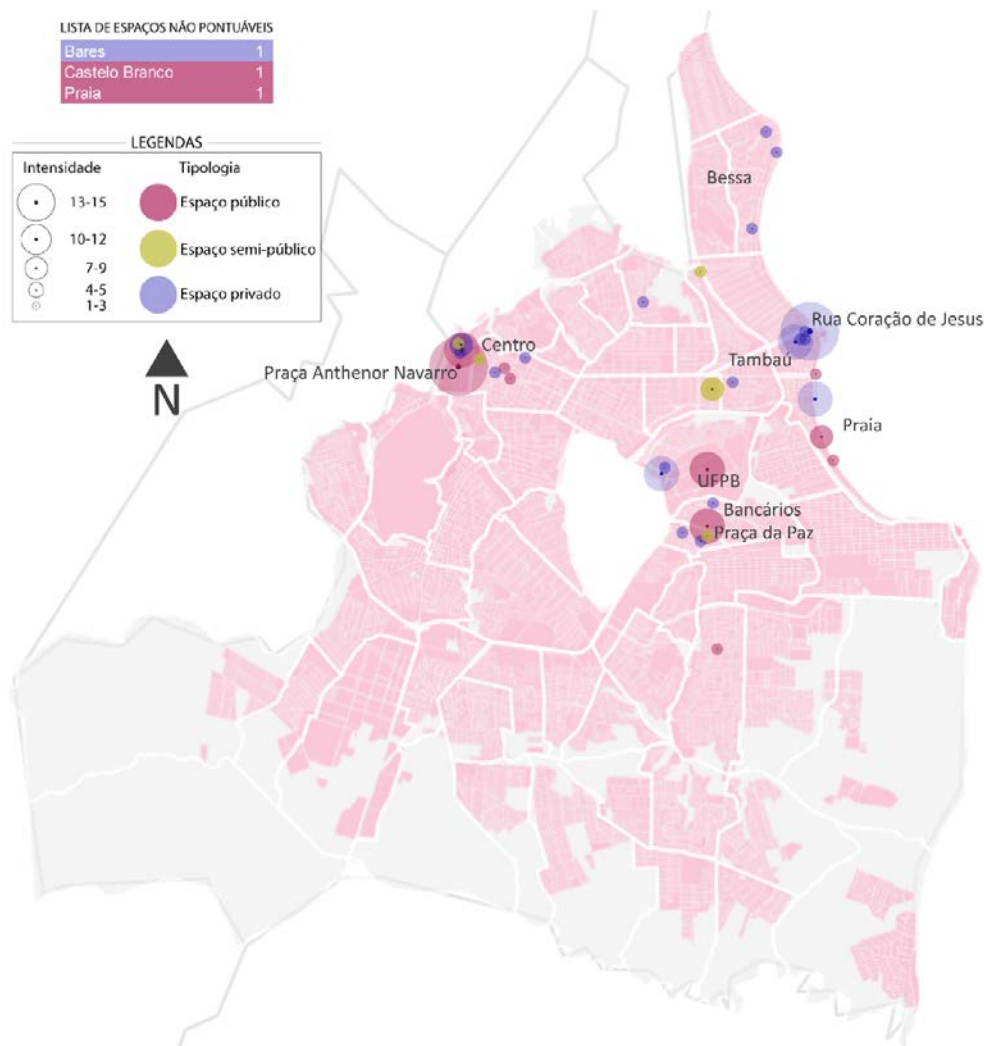 LISTA DE ESPAÇOS NÃO PONTUÁVEIS
Bares 1
Castelo Branco 1
Praia 1
LEGENDAS
Intensidade Tipologia
13-15 Espaço público
10-12
7-9 Espaço semi-público
4-5 Espaço privado
1-3
N
Bessa
Rua Coração de Jesus
Centro
Tambaú
Praça Anthenor Navarro
Praia
UFPB
Bancários
Praça da Paz